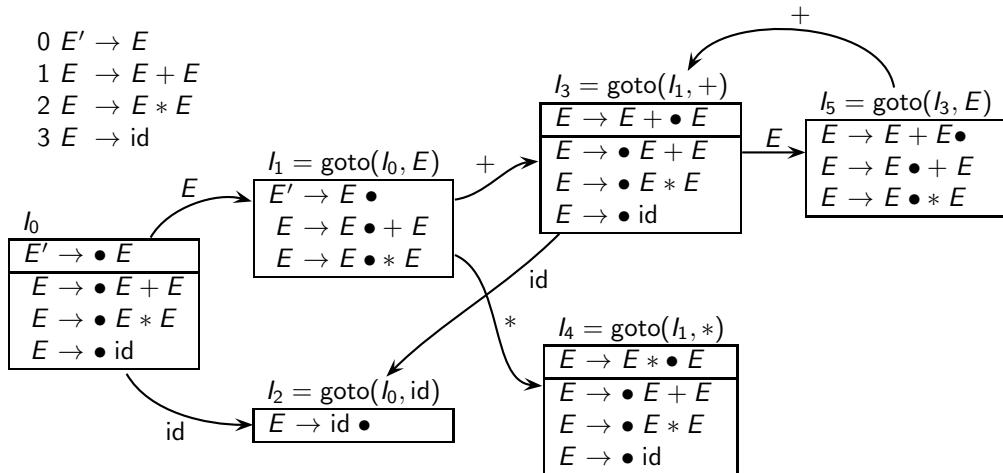 0 E′ → E
1 E → E + E
2 E → E ∗ E
3 E → id
I0
E′ → • E
E → • E + E
E → • E ∗ E
E → • id
E
id
I1 = goto(I0, E)
E′ → E •
E → E • + E
E → E • ∗ E
+
∗
I2 = goto(I0, id)
E → id •
I3 = goto(I1, +)
E → E + • E
E → • E + E
E → • E ∗ E
E → • id
id
E
I4 = goto(I1, ∗)
E → E ∗ • E
E → • E + E
E → • E ∗ E
E → • id
+
I5 = goto(I3, E)
E → E + E•
E → E • + E
E → E • ∗ E